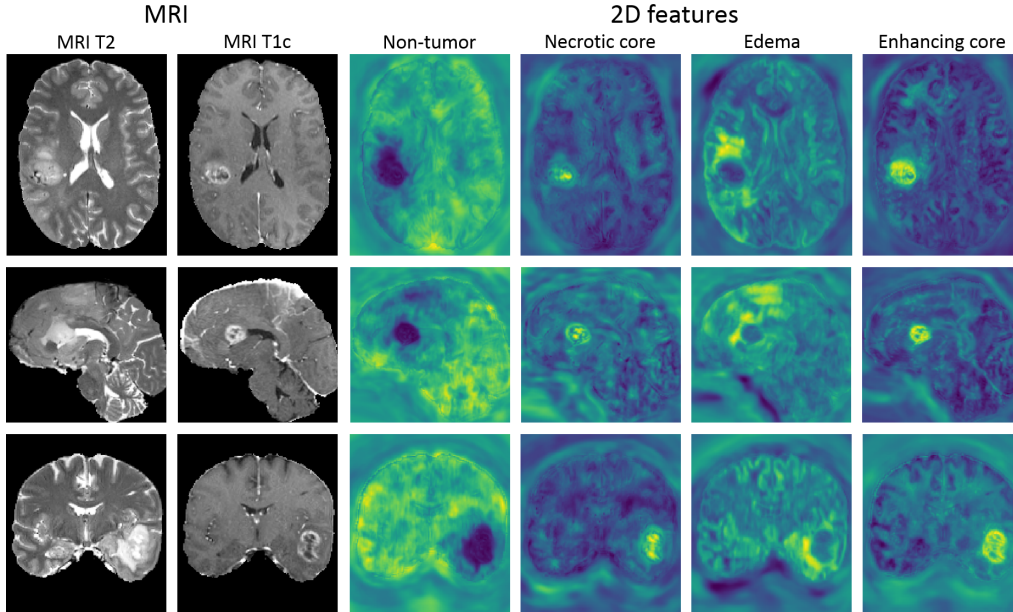 MRI
2D features
MRI T2
MRI T1c
Non-tumor
Necrotic core
Edema
Enhancing core